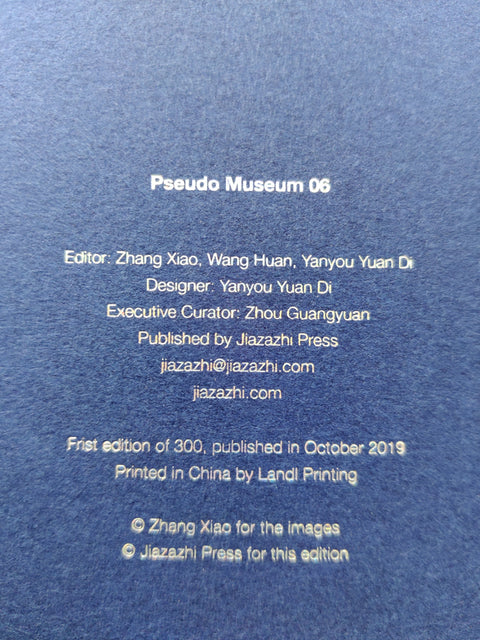 Pseudo Museum 06
Editor: Zhang Xiao, Wang Huan, Yanyou Yuan Di
Designer: Yanyou Yuan Di
Executive Curator: Zhou Guangyuan
Published by Jiazazhi Press
jiazazhi@jiazazhi.com
jiazazhi.com
Frist edition of 300, published in October 2019
Printed in China by Landl Printing
© Zhang Xiao for the images
© Jiazazhi Press for this edition